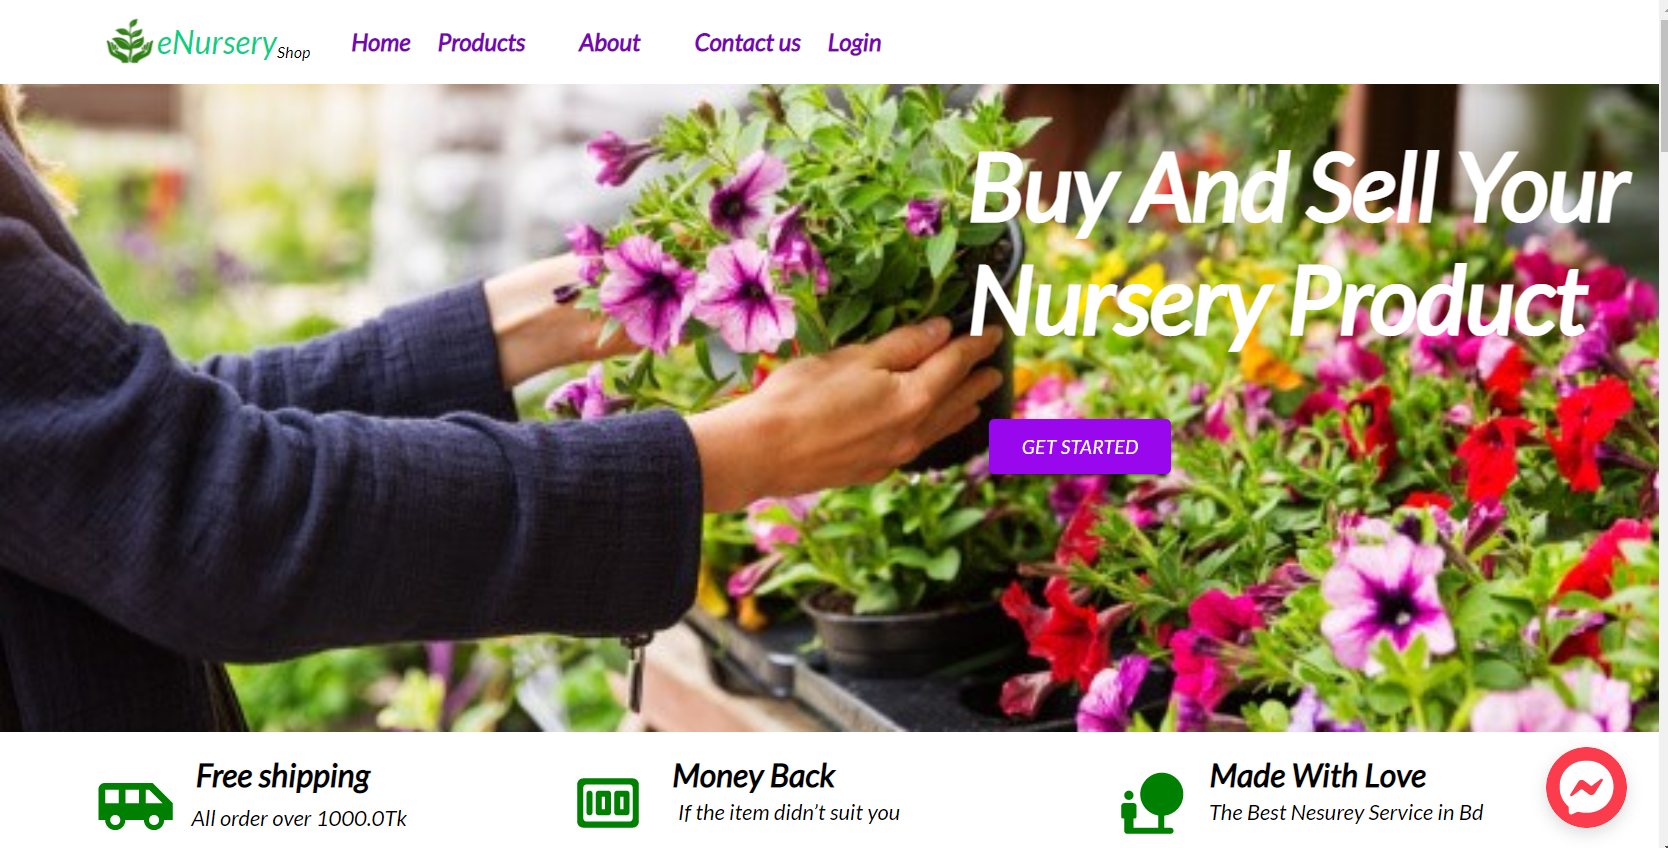 eNursery Shop Home Products About Contact us Login
Buy And Sell Your
Nursery Product
GET STARTED
Free shipping
All order over 1000.0Tk
100
Money Back
If the item didn't suit you
Made With Love
The Best Nesurey Service in Bd